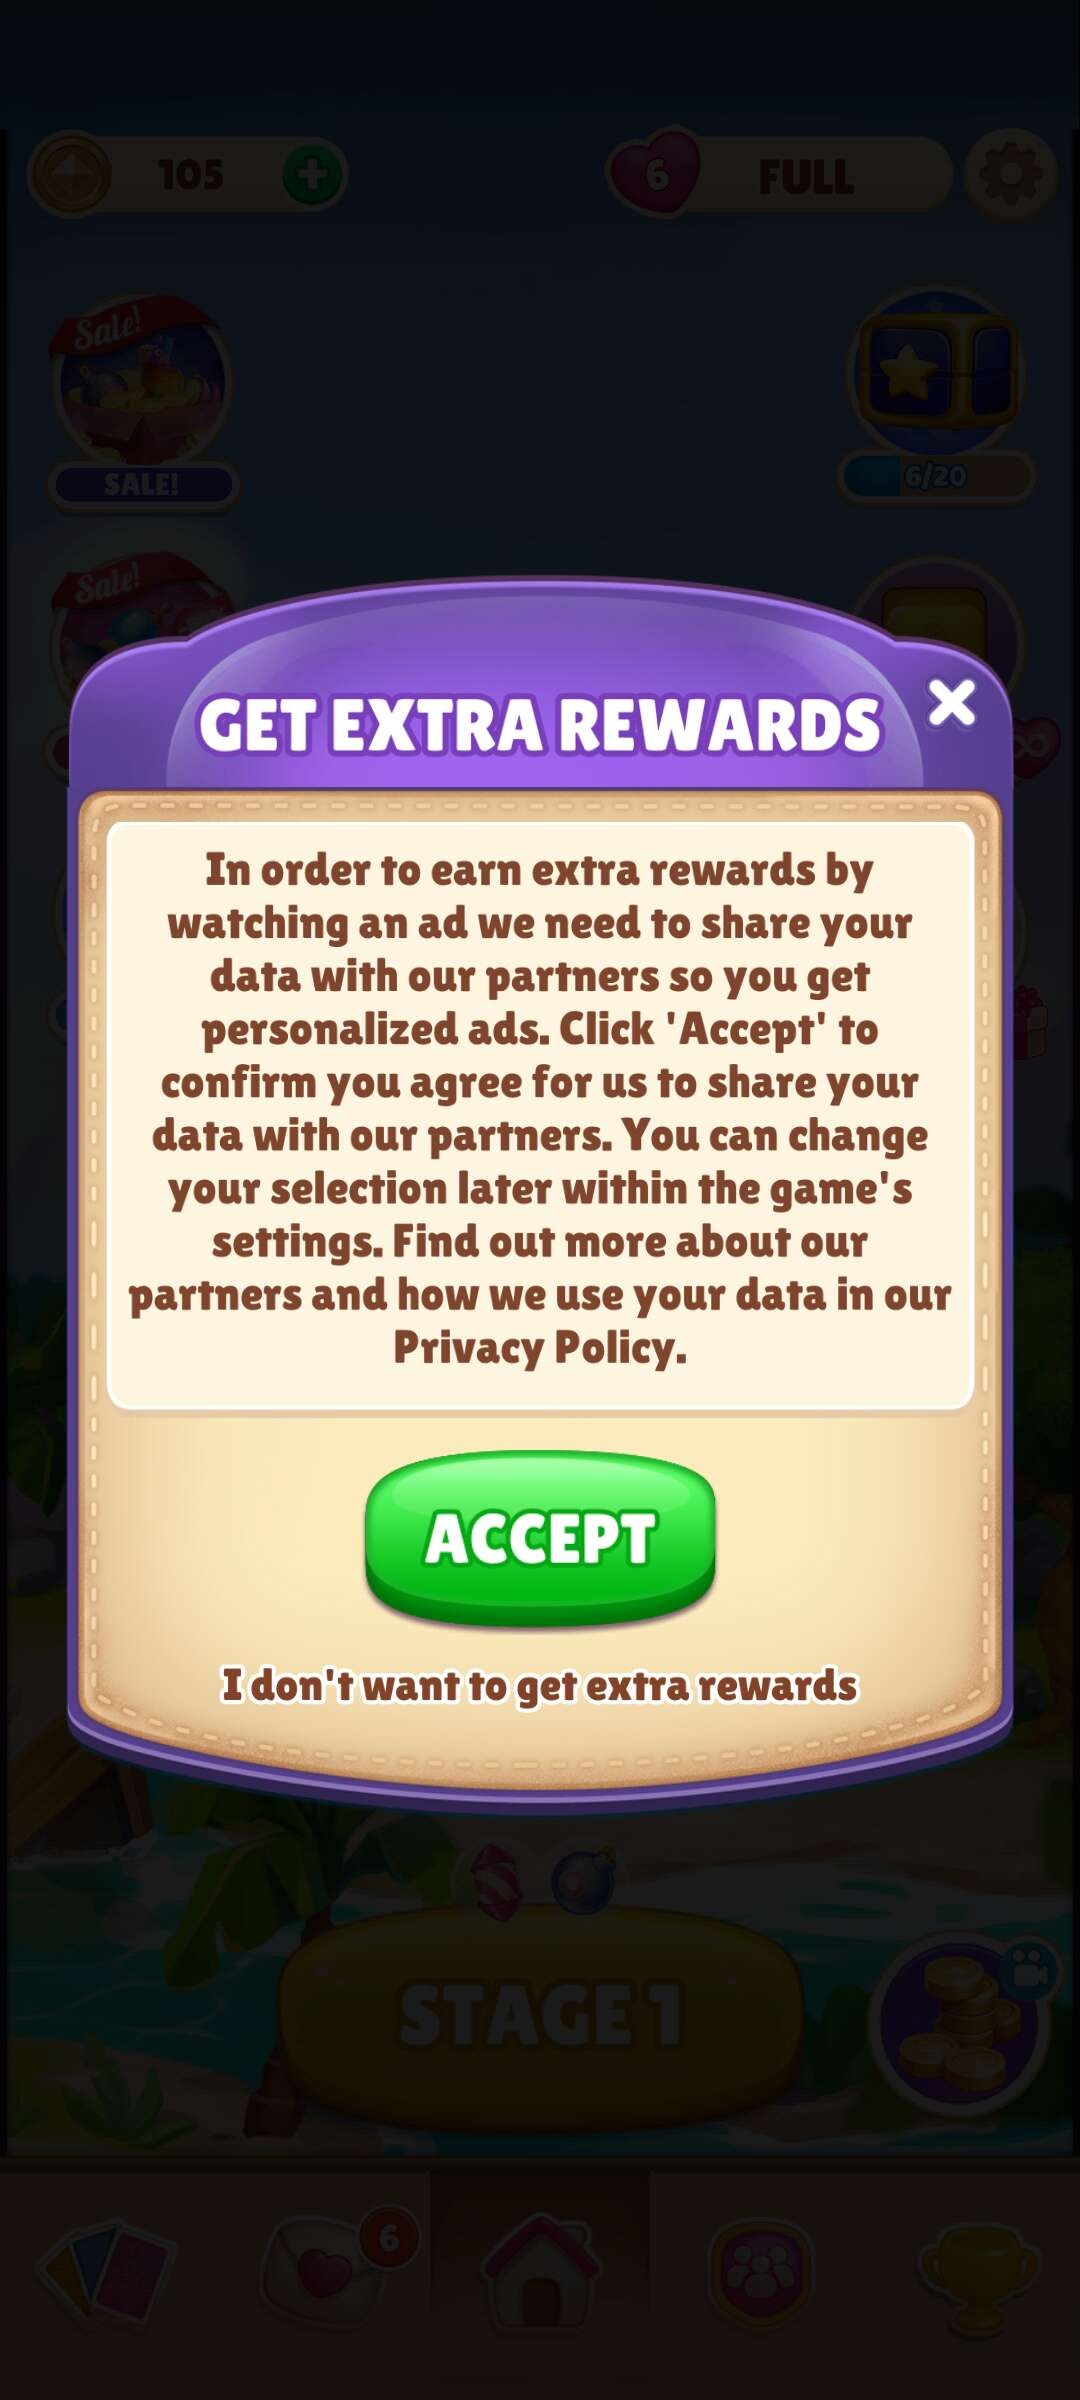 105
6
FULL
Sale!
SALE!
6/20
Sale!
GET EXTRA REWARDS
In order to earn extra rewards by
watching an ad we need to share your
data with our partners so you get
personalized ads. Click 'Accept' to
confirm you agree for us to share your
data with our partners. You can change
your selection later within the game's
settings. Find out more about our
partners and how we use your data in our
Privacy Policy.
ACCEPT
I don't want to get extra rewards
STAGE 1
6